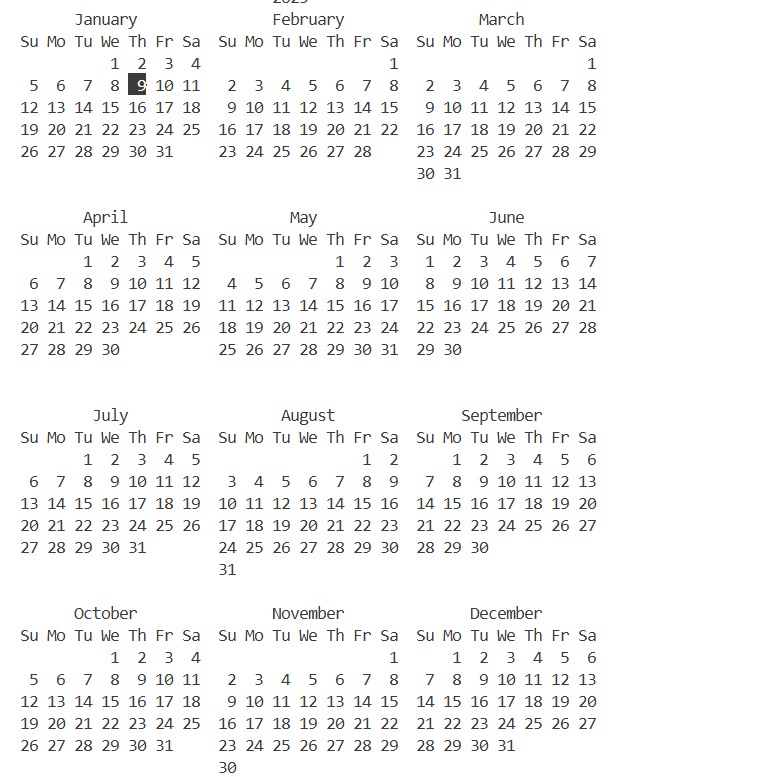 January               February               March
Su Mo Tu We Th Fr Sa  Su Mo Tu We Th Fr Sa  Su Mo Tu We Th Fr Sa
          1  2  3  4                     1                     1
 5  6  7  8  9 10 11   2  3  4  5  6  7  8   2  3  4  5  6  7  8
12 13 14 15 16 17 18   9 10 11 12 13 14 15   9 10 11 12 13 14 15
19 20 21 22 23 24 25  16 17 18 19 20 21 22  16 17 18 19 20 21 22
26 27 28 29 30 31     23 24 25 26 27 28     23 24 25 26 27 28 29
                                            30 31
April                  May                   June
Su Mo Tu We Th Fr Sa  Su Mo Tu We Th Fr Sa  Su Mo Tu We Th Fr Sa
       1  2  3  4  5               1  2  3   1  2  3  4  5  6  7
 6  7  8  9 10 11 12   4  5  6  7  8  9 10   8  9 10 11 12 13 14
13 14 15 16 17 18 19  11 12 13 14 15 16 17  15 16 17 18 19 20 21
20 21 22 23 24 25 26  18 19 20 21 22 23 24  22 23 24 25 26 27 28
27 28 29 30           25 26 27 28 29 30 31  29 30
July                 August              September
Su Mo Tu We Th Fr Sa  Su Mo Tu We Th Fr Sa  Su Mo Tu We Th Fr Sa
       1  2  3  4  5                  1  2      1  2  3  4  5  6
 6  7  8  9 10 11 12   3  4  5  6  7  8  9   7  8  9 10 11 12 13
13 14 15 16 17 18 19  10 11 12 13 14 15 16  14 15 16 17 18 19 20
20 21 22 23 24 25 26  17 18 19 20 21 22 23  21 22 23 24 25 26 27
27 28 29 30 31        24 25 26 27 28 29 30  28 29 30
                      31
October               November              December
Su Mo Tu We Th Fr Sa  Su Mo Tu We Th Fr Sa  Su Mo Tu We Th Fr Sa
          1  2  3  4                     1      1  2  3  4  5  6
 5  6  7  8  9 10 11   2  3  4  5  6  7  8   7  8  9 10 11 12 13
12 13 14 15 16 17 18   9 10 11 12 13 14 15  14 15 16 17 18 19 20
19 20 21 22 23 24 25  16 17 18 19 20 21 22  21 22 23 24 25 26 27
26 27 28 29 30 31     23 24 25 26 27 28 29  28 29 30 31
                      30